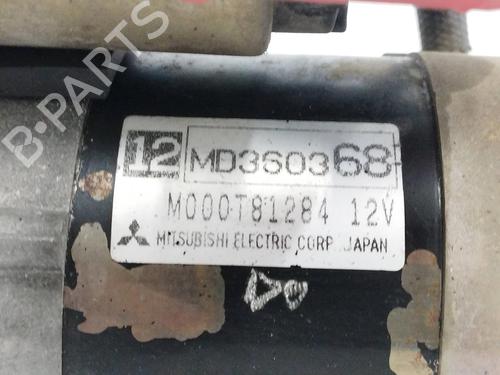 B-PARTS
12 MD360368
M000T81284 12V
MITSUBISHI ELECTRIC CORP. JAPAN